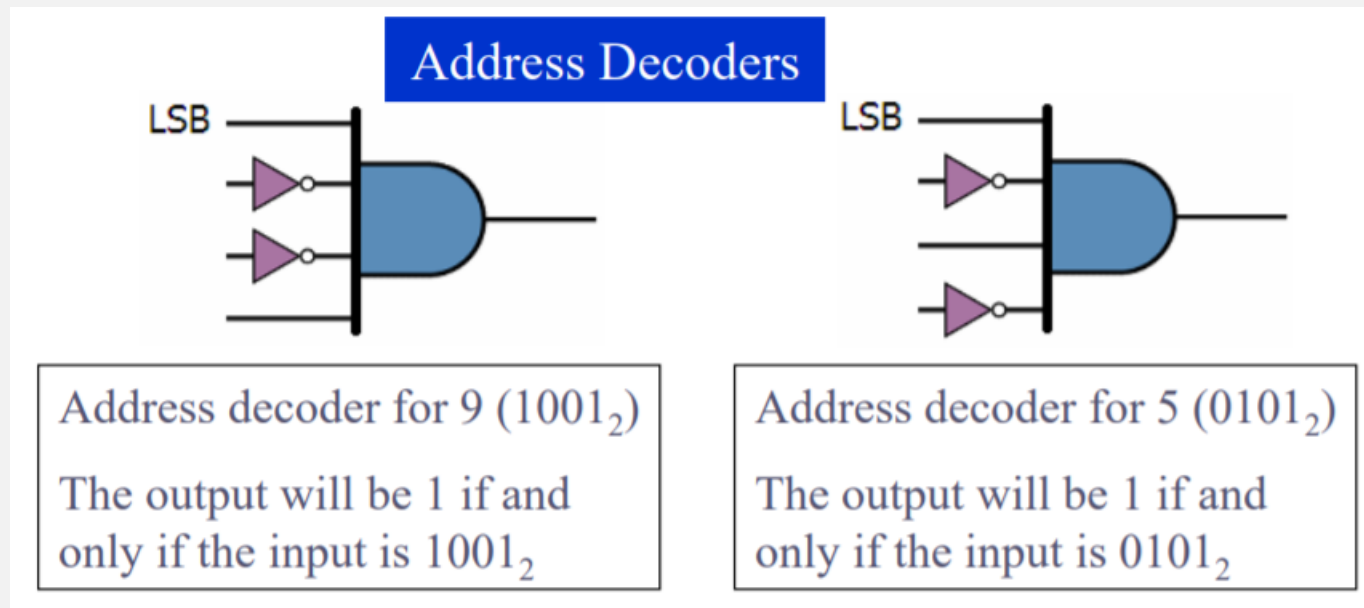 Address Decoders
LSB
LSB
Address decoder for 9 (1001₂)
The output will be 1 if and
only if the input is 1001₂
Address decoder for 5 (0101₂)
The output will be 1 if and
only if the input is 0101₂